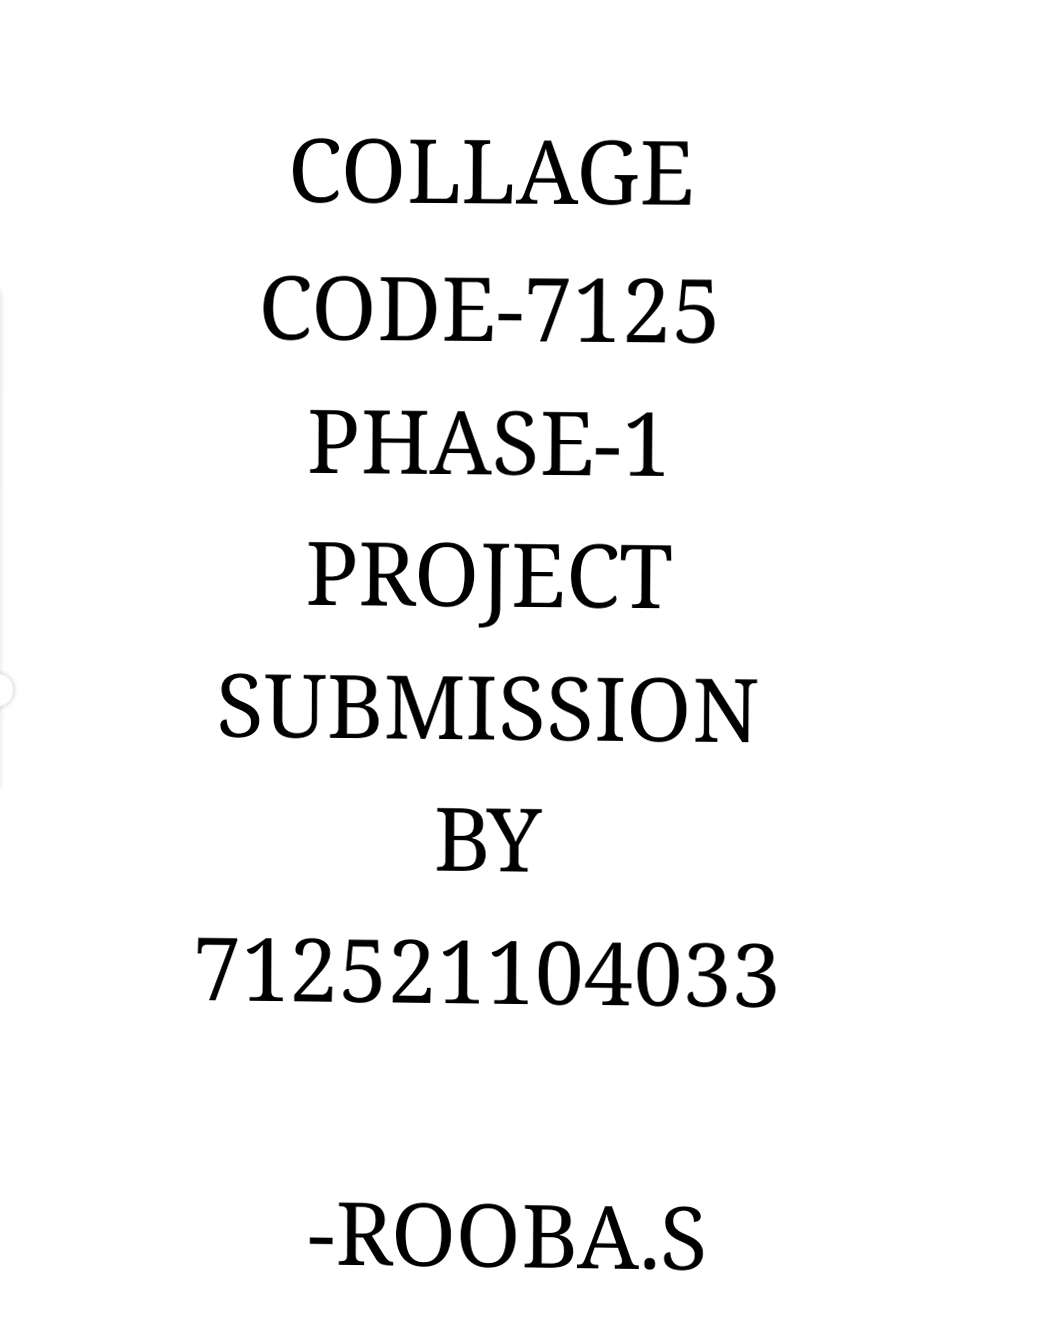 COLLAGE
CODE-7125
PHASE-1
PROJECT
SUBMISSION
BY
712521104033
-ROOBA.S